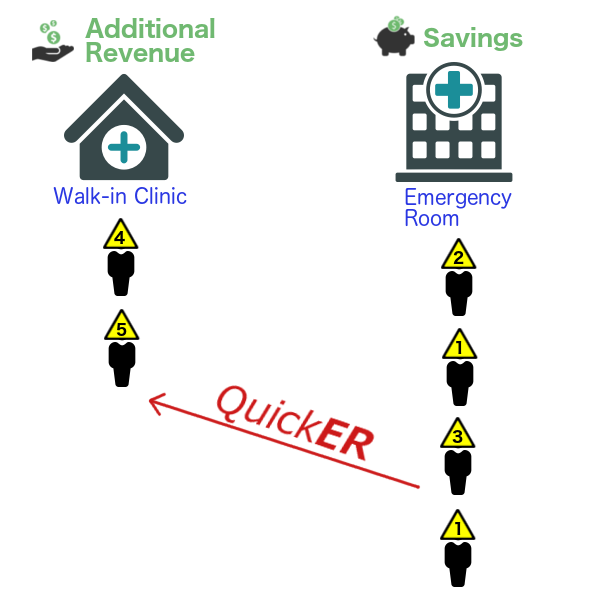 Additional
Revenue
Savings
Walk-in Clinic
Emergency
Room
4
5
2
1
3
1
QuickER